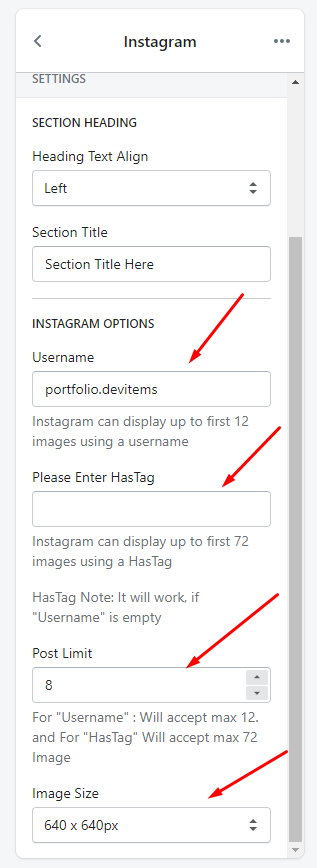 Instagram
SETTINGS
SECTION HEADING
Heading Text Align
Left
Section Title
Section Title Here
INSTAGRAM OPTIONS
Username
portfolio.devitems
Instagram can display up to first 12
images using a username
Please Enter HasTag
Instagram can display up to first 72
images using a HasTag
HasTag Note: It will work, if
"Username" is empty
Post Limit
8
For "Username" : Will accept max 12.
and For "HasTag" Will accept max 72
Image
Image Size
640 x 640px